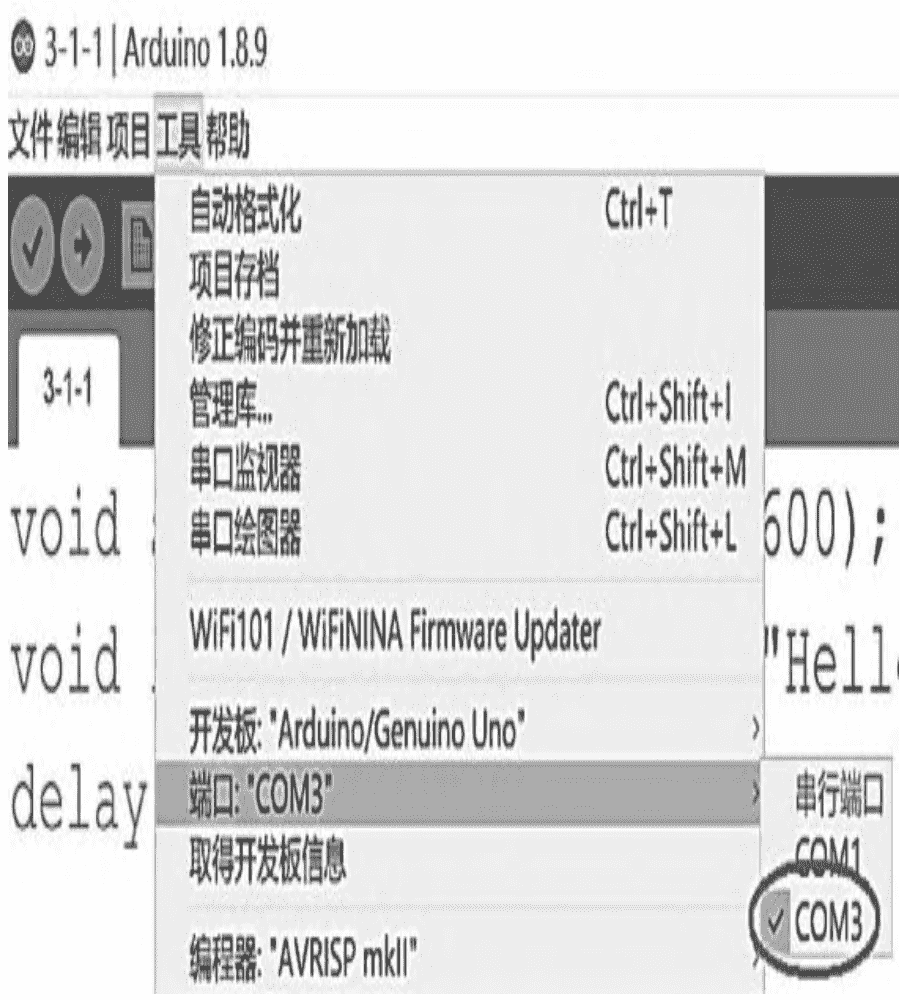 3-1-1 | Arduino 1.8.9
文件 编辑 项目 工具 帮助
自动格式化 Ctrl+T
项目存档
修正编码并重新加载
管理库... Ctrl+Shift+I
串口监视器 Ctrl+Shift+M
串口绘图器 Ctrl+Shift+L
WiFi101 / WiFiNINA Firmware Updater
开发板: "Arduino/Genuino Uno"
端口: "COM3"
取得开发板信息
编程器: "AVRISP mkII"
串行端口
COM1
COM3
3-1-1
void 600);
void "Hell
delay